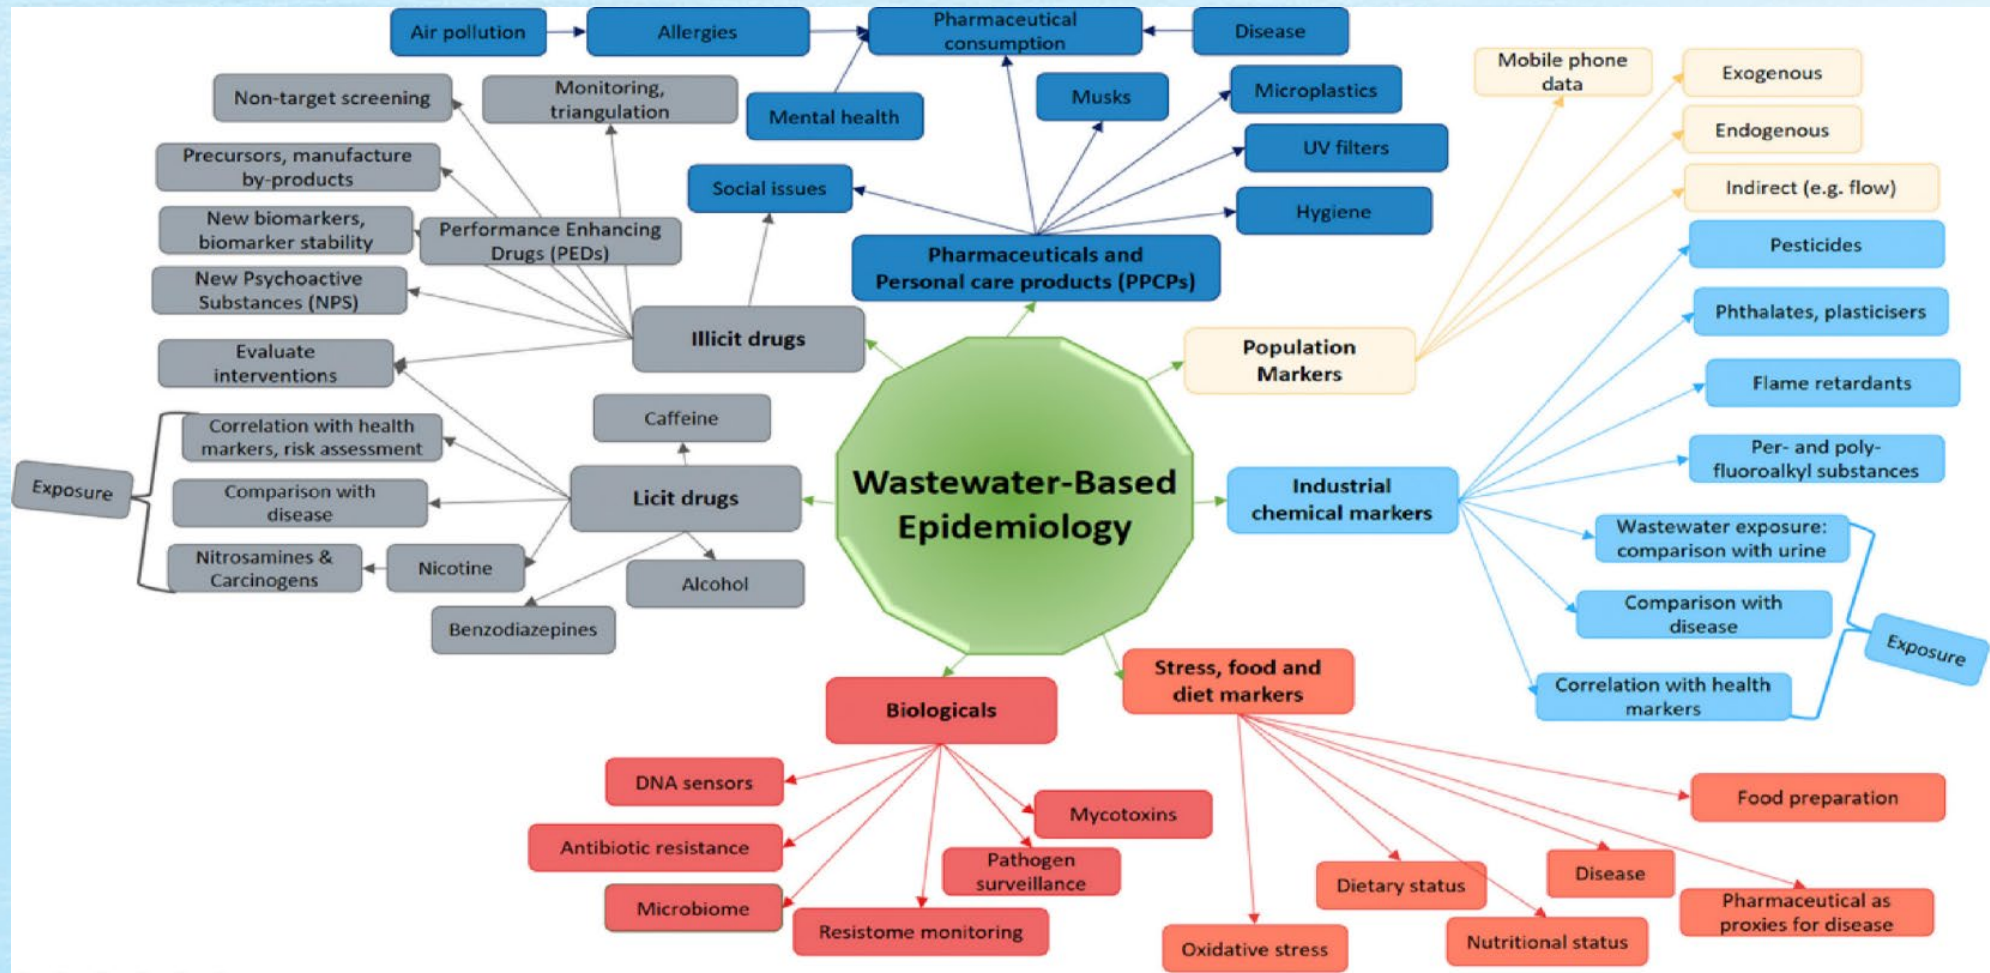 Air pollution
Allergies
Pharmaceutical
consumption
Disease
Non-target screening
Monitoring,
triangulation
Mental health
Musks
Microplastics
Mobile phone
data
Exogenous
Endogenous
Indirect (e.g. flow)
Precursors, manufacture
by-products
Social issues
UV filters
Hygiene
New biomarkers,
biomarker stability
Performance Enhancing
Drugs (PEDs)
Pharmaceuticals and
Personal care products (PPCPs)
Pesticides
New Psychoactive
Substances (NPS)
Illicit drugs
Population
Markers
Phthalates, plasticisers
Evaluate
interventions
Flame retardants
Correlation with health
markers, risk assessment
Caffeine
Per- and poly-
fluoroalkyl substances
Exposure
Comparison with
disease
Licit drugs
Wastewater-Based
Epidemiology
Industrial
chemical markers
Wastewater exposure:
comparison with urine
Nitrosamines &
Carcinogens
Nicotine
Alcohol
Benzodiazepines
Comparison with
disease
Exposure
Correlation with health
markers
Biologicals
Stress, food and
diet markers
DNA sensors
Mycotoxins
Food preparation
Antibiotic resistance
Pathogen
surveillance
Microbiome
Resistome monitoring
Dietary status
Disease
Pharmaceutical as
proxies for disease
Oxidative stress
Nutritional status